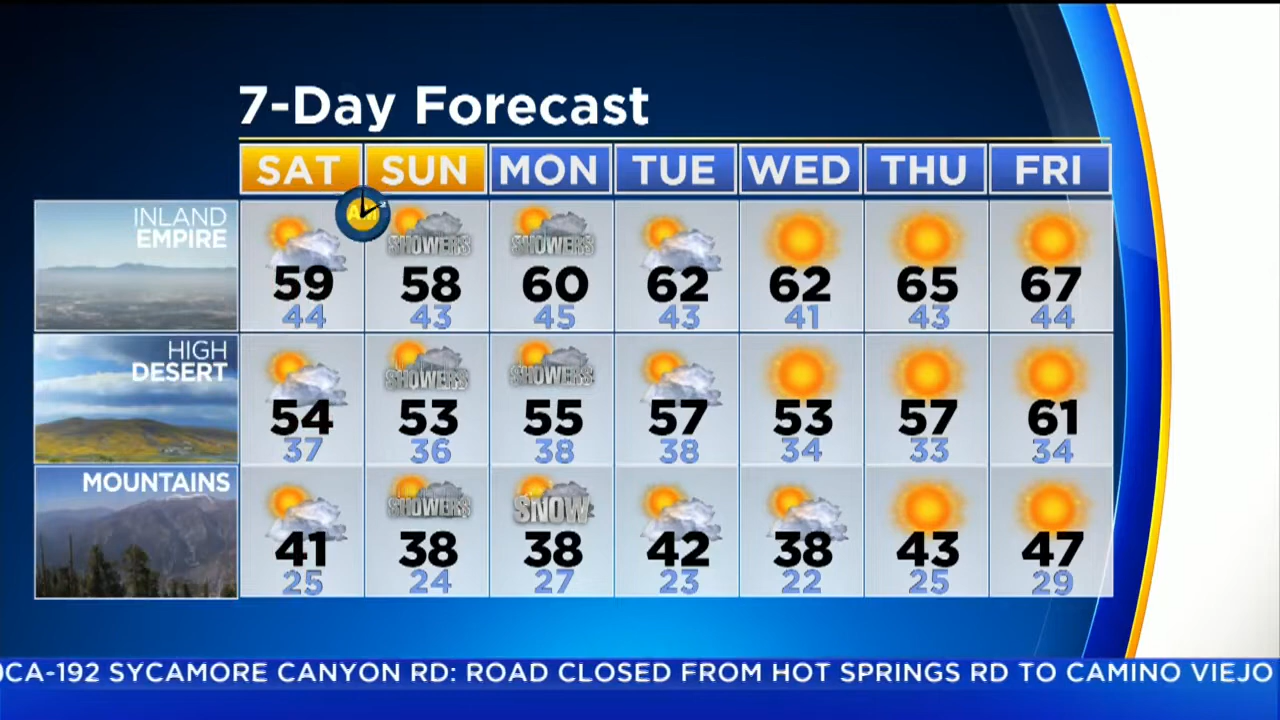 7-Day Forecast
SAT SUN MON TUE WED THU FRI
INLAND
EMPIRE
AM
SHOWERS SHOWERS
59 58 60 62 62 65 67
44 43 45 43 41 43 44
HIGH
DESERT
SHOWERS SHOWERS
54 53 55 57 53 57 61
37 36 38 38 34 33 34
MOUNTAINS
SHOWERS SNOW
41 38 38 42 38 43 47
25 24 27 23 22 25 29
CA-192 SYCAMORE CANYON RD: ROAD CLOSED FROM HOT SPRINGS RD TO CAMINO VIEJO